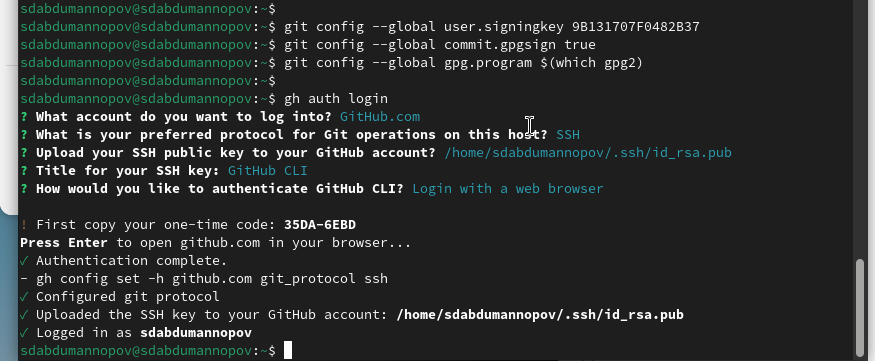 sdabdumannopov@sdabdumannopov:~$
sdabdumannopov@sdabdumannopov:~$ git config --global user.signingkey 9B131707F0482B37
sdabdumannopov@sdabdumannopov:~$ git config --global commit.gpgsign true
sdabdumannopov@sdabdumannopov:~$ git config --global gpg.program $(which gpg2)
sdabdumannopov@sdabdumannopov:~$
sdabdumannopov@sdabdumannopov:~$ gh auth login
? What account do you want to log into? GitHub.com
? What is your preferred protocol for Git operations on this host? SSH
? Upload your SSH public key to your GitHub account? /home/sdabdumannopov/.ssh/id_rsa.pub
? Title for your SSH key: GitHub CLI
? How would you like to authenticate GitHub CLI? Login with a web browser
! First copy your one-time code: 35DA-6EBD
Press Enter to open github.com in your browser...
✓ Authentication complete.
- gh config set -h github.com git_protocol ssh
✓ Configured git protocol
✓ Uploaded the SSH key to your GitHub account: /home/sdabdumannopov/.ssh/id_rsa.pub
✓ Logged in as sdabdumannopov
sdabdumannopov@sdabdumannopov:~$